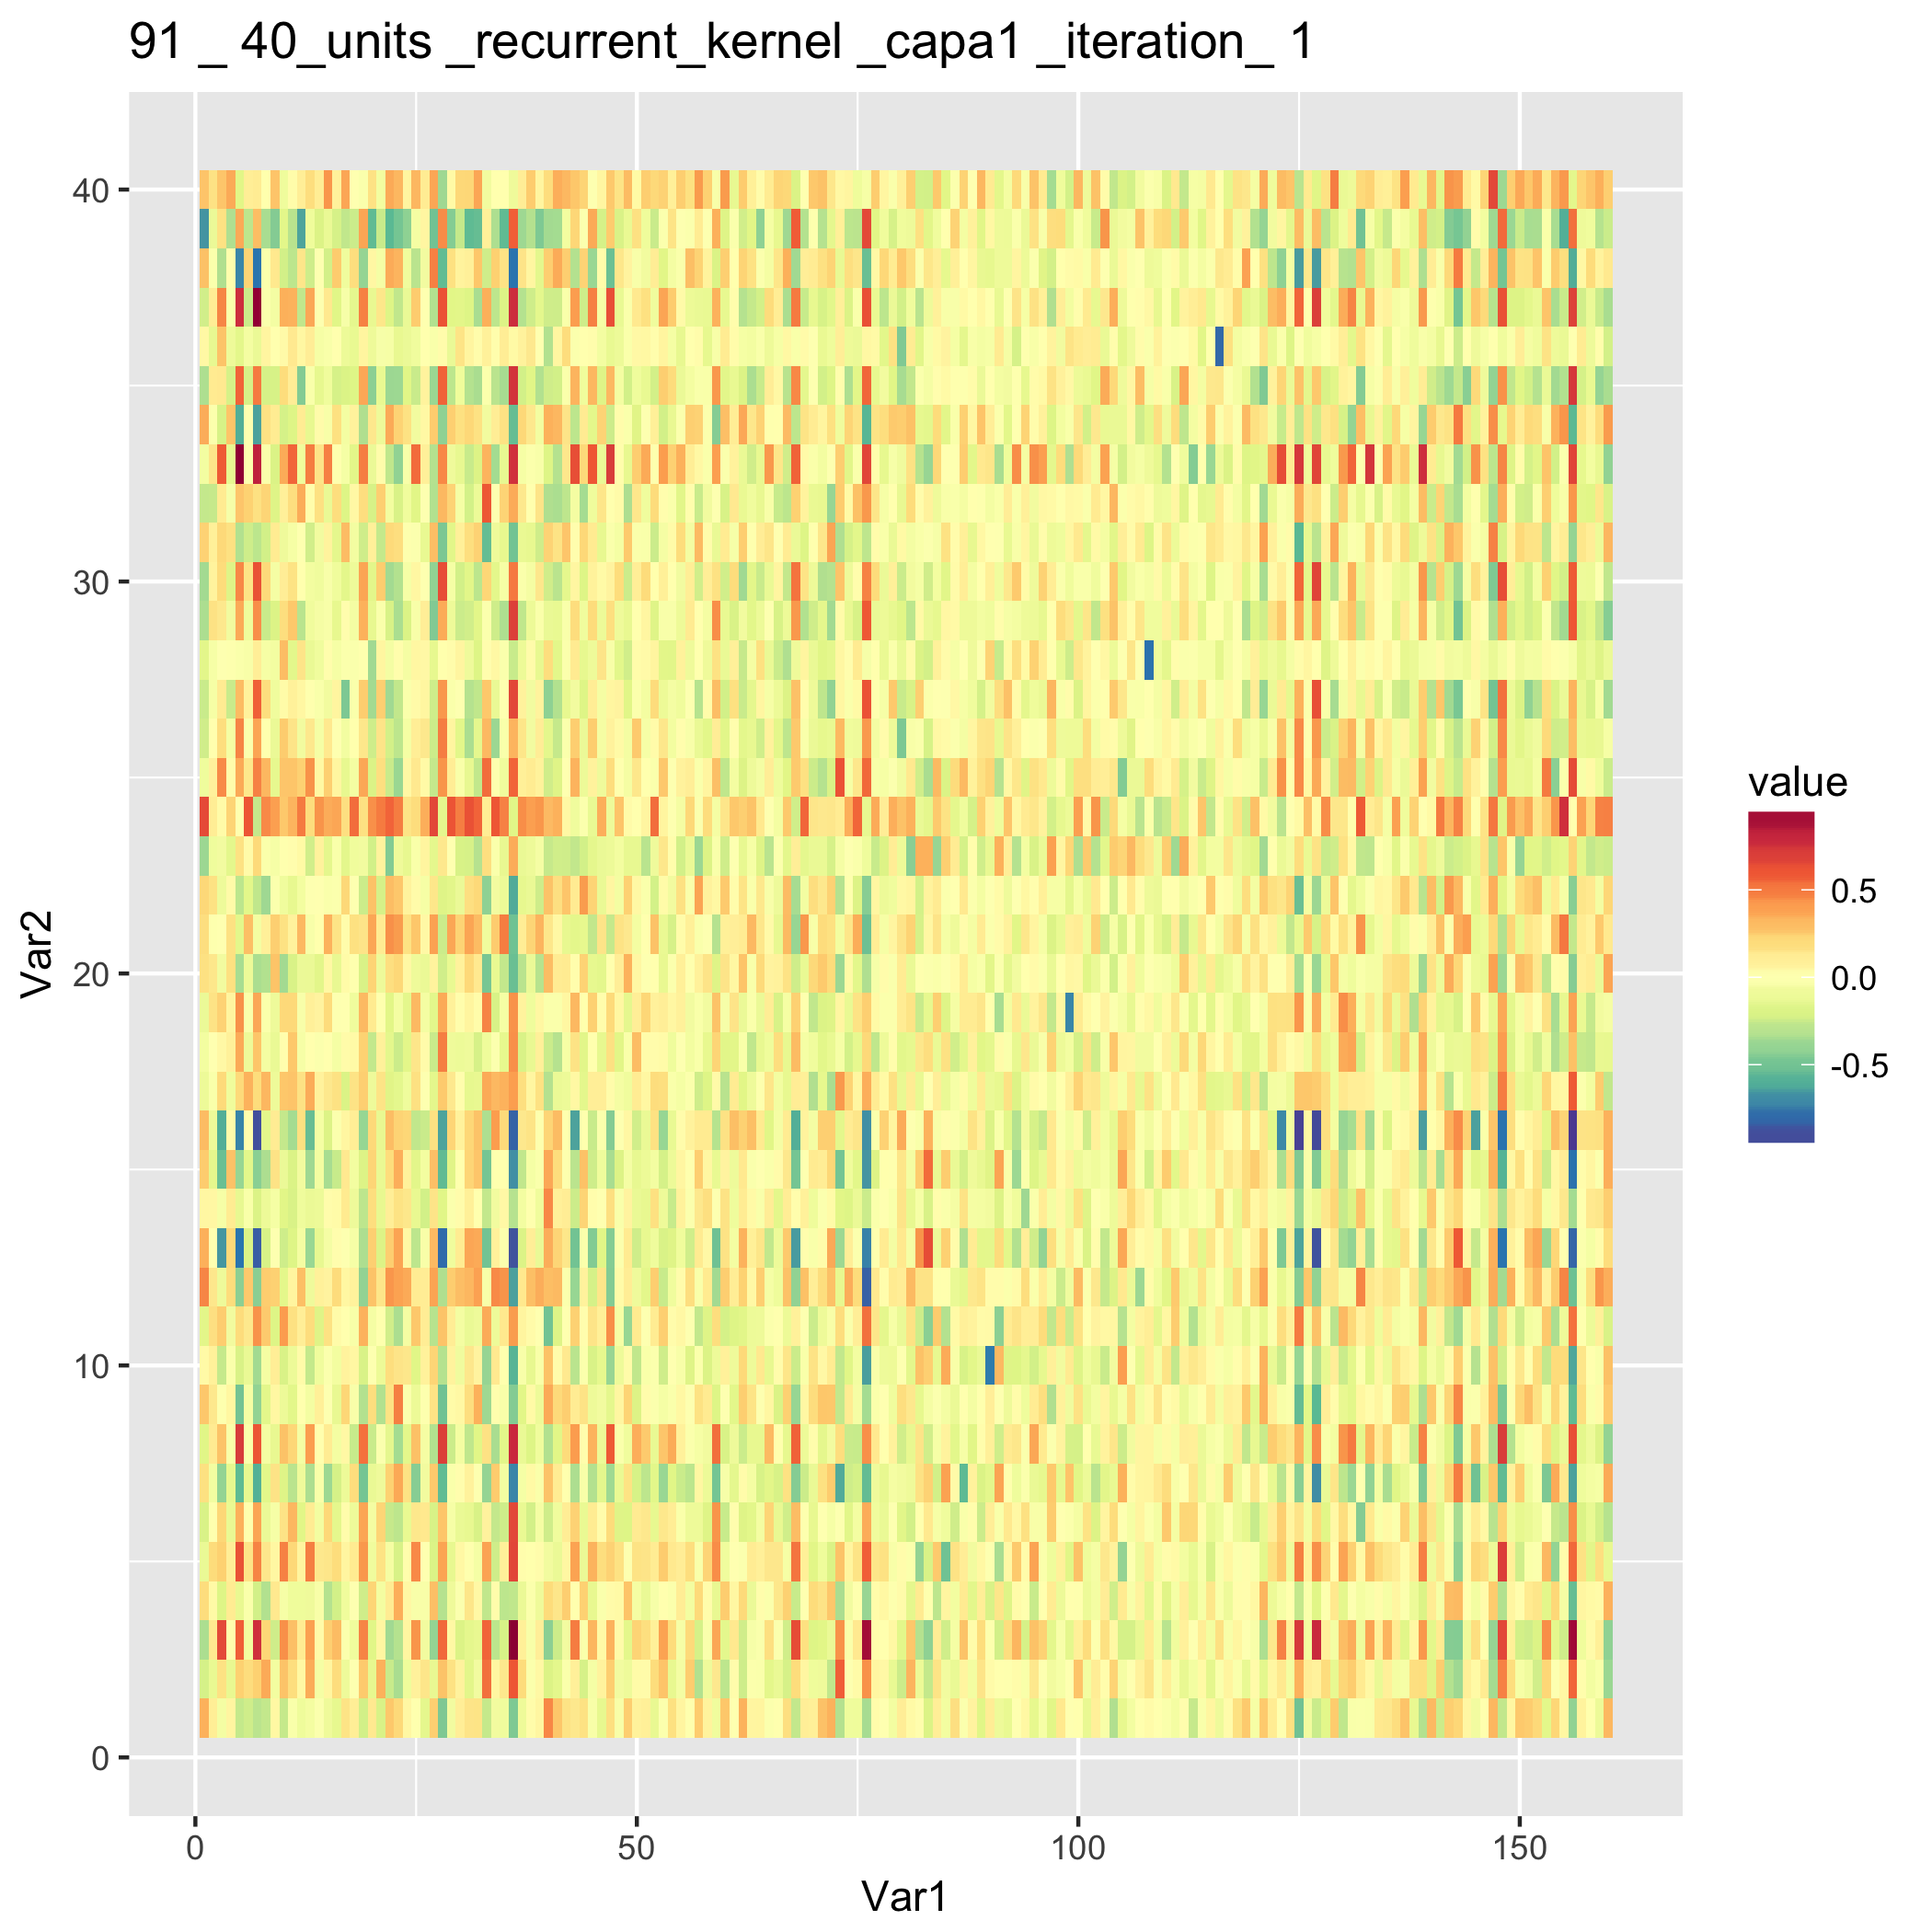 91 _ 40_units _recurrent_kernel _capa1 _iteration_ 1
40
30
20
10
0
Var2
0 50 100 150
Var1
value
0.5
0.0
-0.5